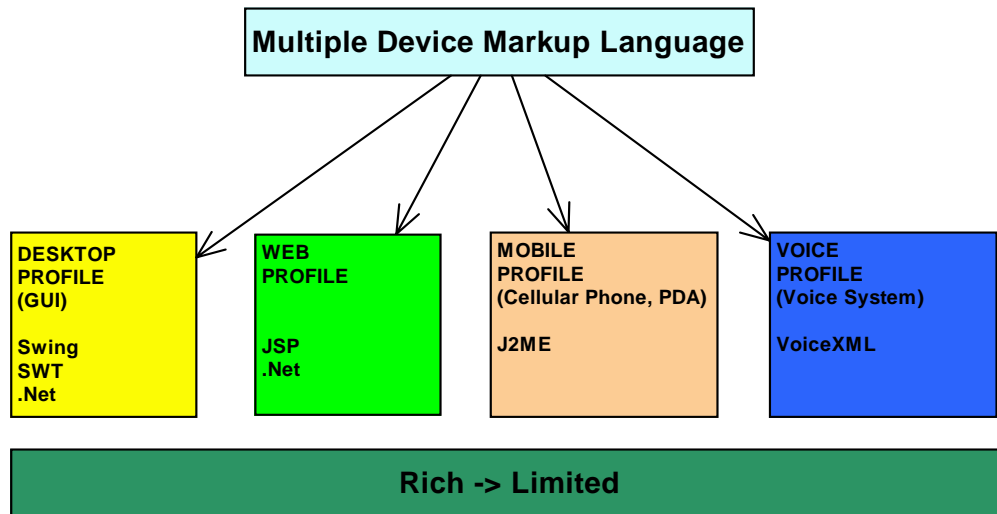 Multiple Device Markup Language
DESKTOP
PROFILE
(GUI)
Swing
SWT
.Net
WEB
PROFILE
JSP
.Net
MOBILE
PROFILE
(Cellular Phone, PDA)
J2ME
VOICE
PROFILE
(Voice System)
VoiceXML
Rich -> Limited